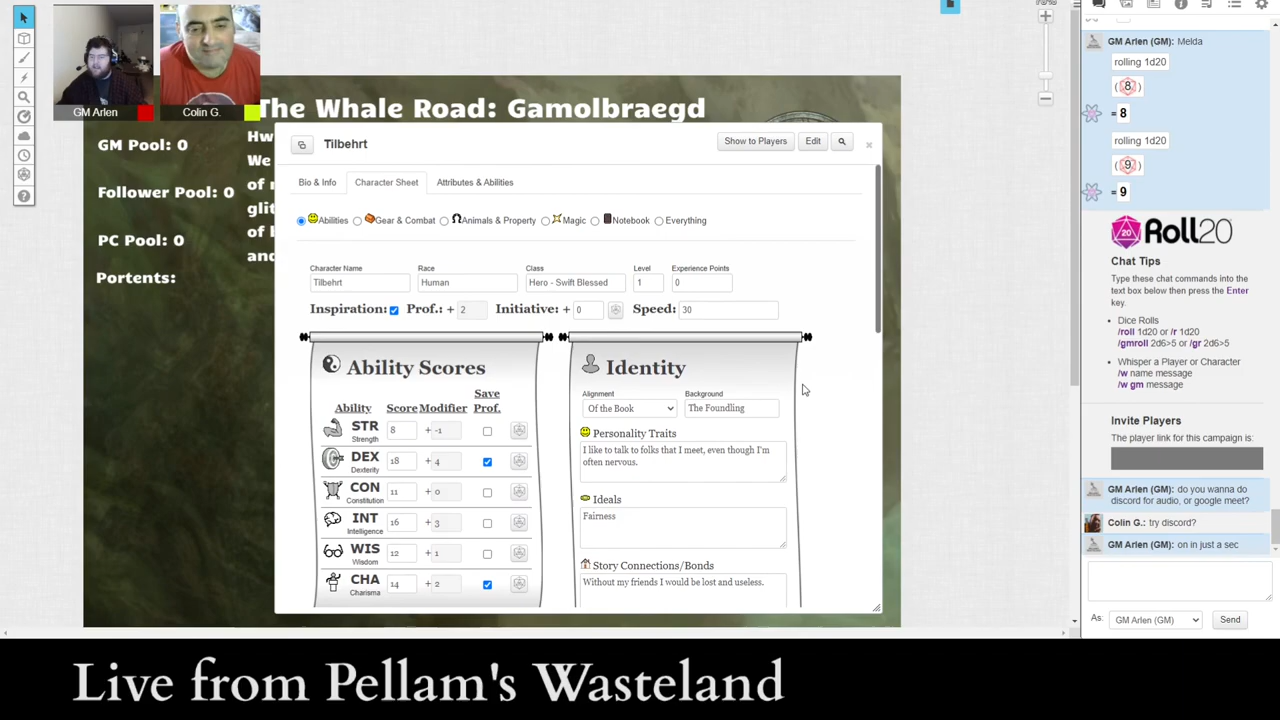 GM Arlen
Colin G.
The Whale Road: Gamolbraegd
GM Pool: 0
Follower Pool: 0
PC Pool: 0
Portents:
Hw
We
of r
glit
of b
and
Tilbehrt
Show to Players
Edit
Bio & Info
Character Sheet
Attributes & Abilities
Abilities
Gear & Combat
Animals & Property
Magic
Notebook
Everything
Character Name
Race
Class
Level
Experience Points
Tilbehrt
Human
Hero - Swift Blessed
1
0
Inspiration:
Prof.: + 2
Initiative: + 0
Speed: 30
Ability Scores
Save
Ability Score Modifier Prof.
STR 8 + -1
Strength
DEX 18 + 4
Dexterity
CON 11 + 0
Constitution
INT 16 + 3
Intelligence
WIS 12 + 1
Wisdom
CHA 14 + 2
Charisma
Identity
Alignment
Background
Of the Book
The Foundling
Personality Traits
I like to talk to folks that I meet, even though I'm
often nervous.
Ideals
Fairness
Story Connections/Bonds
Without my friends I would be lost and useless.
GM Arlen (GM): Melda
rolling 1d20
(8)
= 8
rolling 1d20
(9)
= 9
20
Roll20
Chat Tips
Type these chat commands into the
text box below then press the Enter
key.
Dice Rolls
/roll 1d20 or /r 1d20
/gmroll 2d6>5 or /gr 2d6>5
Whisper a Player or Character
/w name message
/w gm message
Invite Players
The player link for this campaign is:
GM Arlen (GM): do you wanna do
discord for audio, or google meet?
Colin G.: try discord?
GM Arlen (GM): on in just a sec
As: GM Arlen (GM)
Send
Live from Pellam's Wasteland